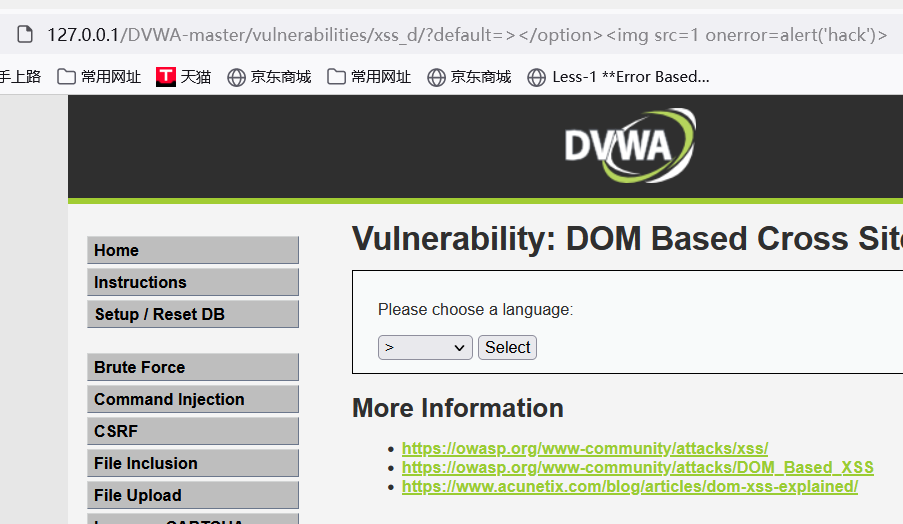 127.0.0.1/DVWA-master/vulnerabilities/xss_d/?default=></option><img src=1 onerror=alert('hack')>
手上路 常用网址 T 天猫 京东商城 常用网址 京东商城 Less-1 **Error Based...
DVWA
Vulnerability: DOM Based Cross Site
Home
Instructions
Setup / Reset DB
Please choose a language:
> Select
Brute Force
Command Injection
CSRF
File Inclusion
File Upload
More Information
https://owasp.org/www-community/attacks/xss/
https://owasp.org/www-community/attacks/DOM_Based_XSS
https://www.acunetix.com/blog/articles/dom-xss-explained/